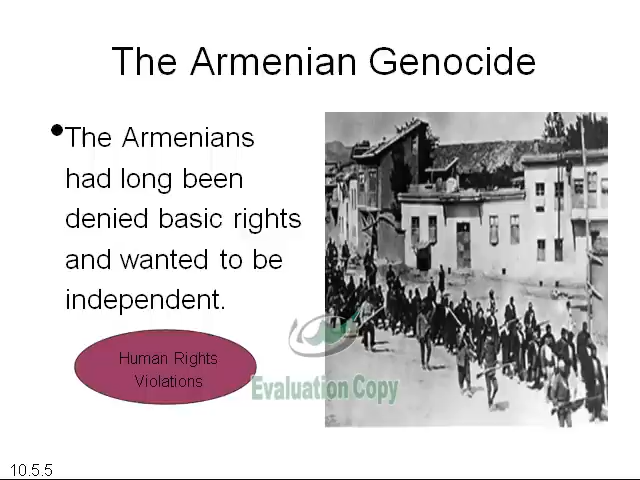 The Armenian Genocide
•The Armenians
had long been
denied basic rights
and wanted to be
independent.
Human Rights
Violations
Evaluation Copy
10.5.5